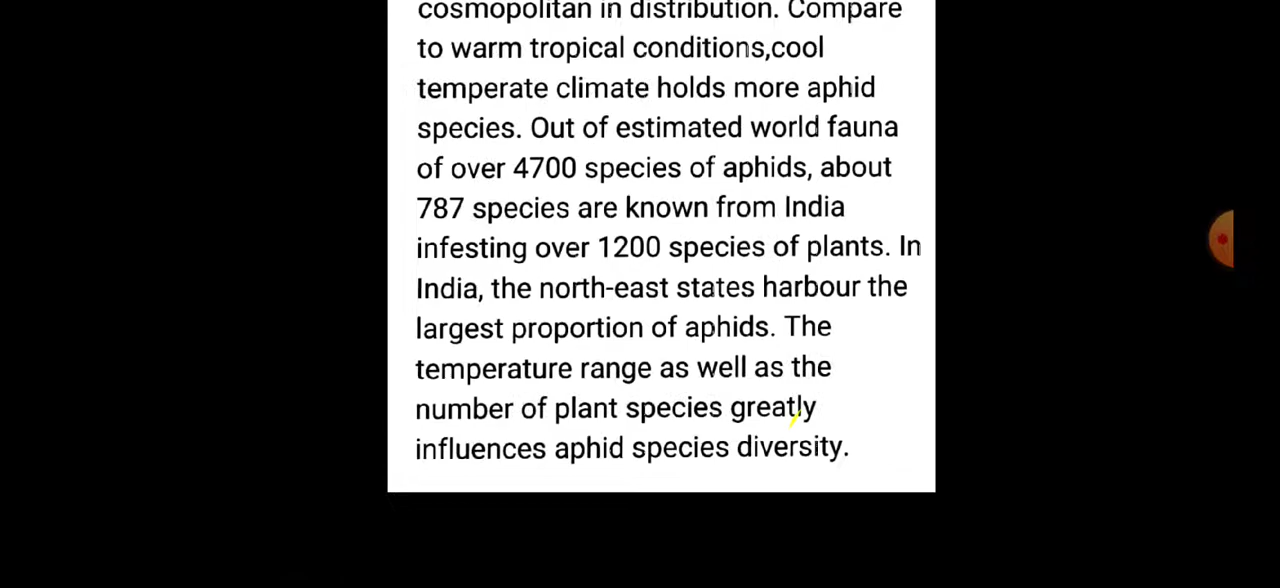 cosmopolitan in distribution. Compare
to warm tropical conditions,cool
temperate climate holds more aphid
species. Out of estimated world fauna
of over 4700 species of aphids, about
787 species are known from India
infesting over 1200 species of plants. In
India, the north-east states harbour the
largest proportion of aphids. The
temperature range as well as the
number of plant species greatly
influences aphid species diversity.